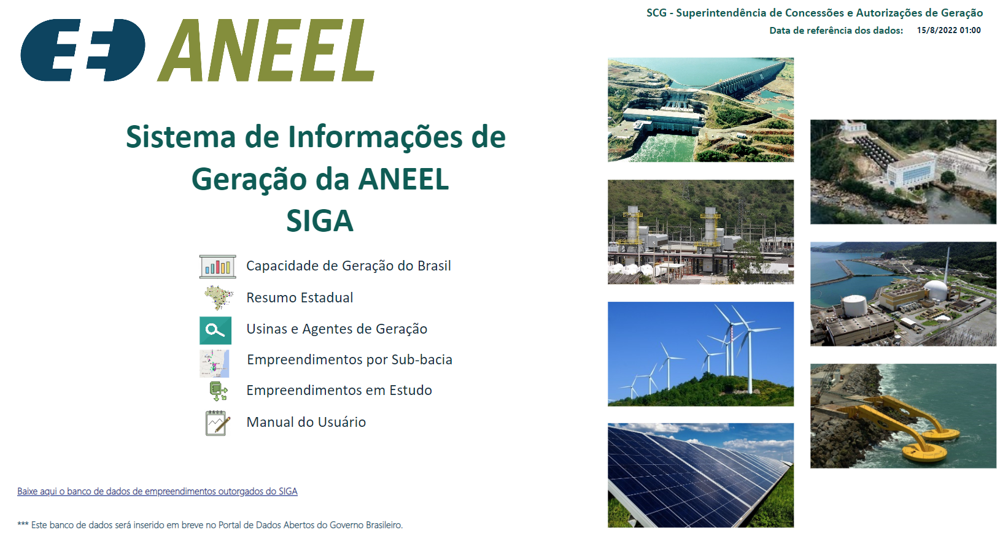 SCG - Superintendência de Concessões e Autorizações de Geração
Data de referência dos dados: 15/8/2022 01:00
ANEEL
Sistema de Informações de
Geração da ANEEL
SIGA
Capacidade de Geração do Brasil
Resumo Estadual
Usinas e Agentes de Geração
Empreendimentos por Sub-bacia
Empreendimentos em Estudo
Manual do Usuário
Baixe aqui o banco de dados de empreendimentos outorgados do SIGA
*** Este banco de dados será inserido em breve no Portal de Dados Abertos do Governo Brasileiro.